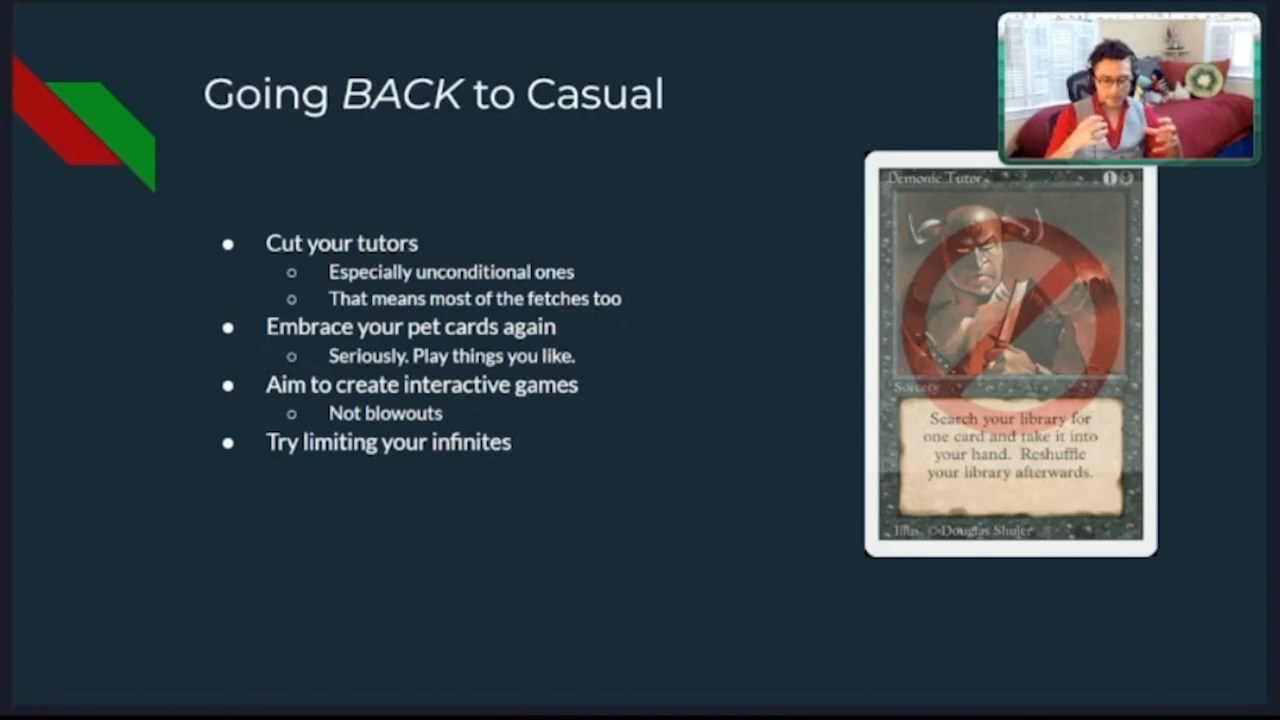 Going BACK to Casual
Cut your tutors
Especially unconditional ones
That means most of the fetches too
Embrace your pet cards again
Seriously. Play things you like.
Aim to create interactive games
Not blowouts
Try limiting your infinites
Demonic Tutor
1
Sorcery
Search your library for
one card and take it into
your hand. Reshuffle
your library afterwards.
Illus. © Douglas Shuler